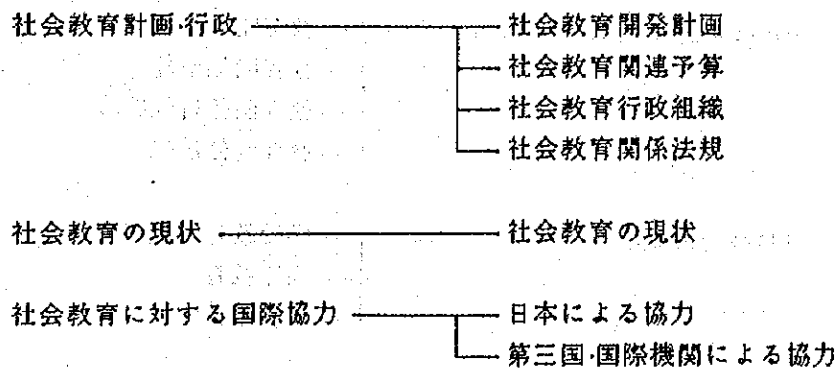 社会教育計画・行政 社会教育開発計画
社会教育関連予算
社会教育行政組織
社会教育関係法規
社会教育の現状 社会教育の現状
社会教育に対する国際協力 日本による協力
第三国・国際機関による協力